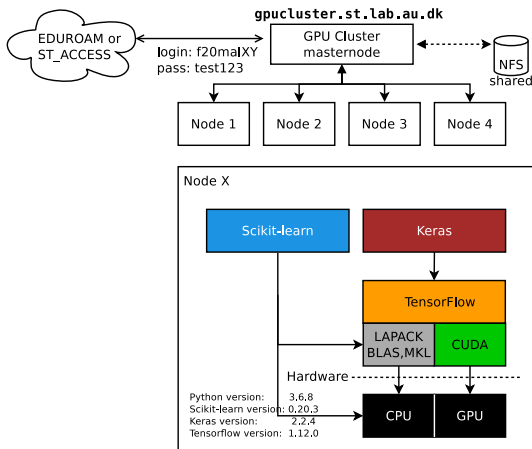 gpucluster.st.lab.au.dk
EDUROAM or
ST_ACCESS
login: f20malXY
pass: test123
GPU Cluster
masternode
NFS
shared
Node 1
Node 2
Node 3
Node 4
Node X
Scikit-learn
Keras
TensorFlow
LAPACK
BLAS,MKL
CUDA
Hardware
Python version: 3.6.8
Scikit-learn version: 0.20.3
Keras version: 2.2.4
Tensorflow version: 1.12.0
CPU
GPU